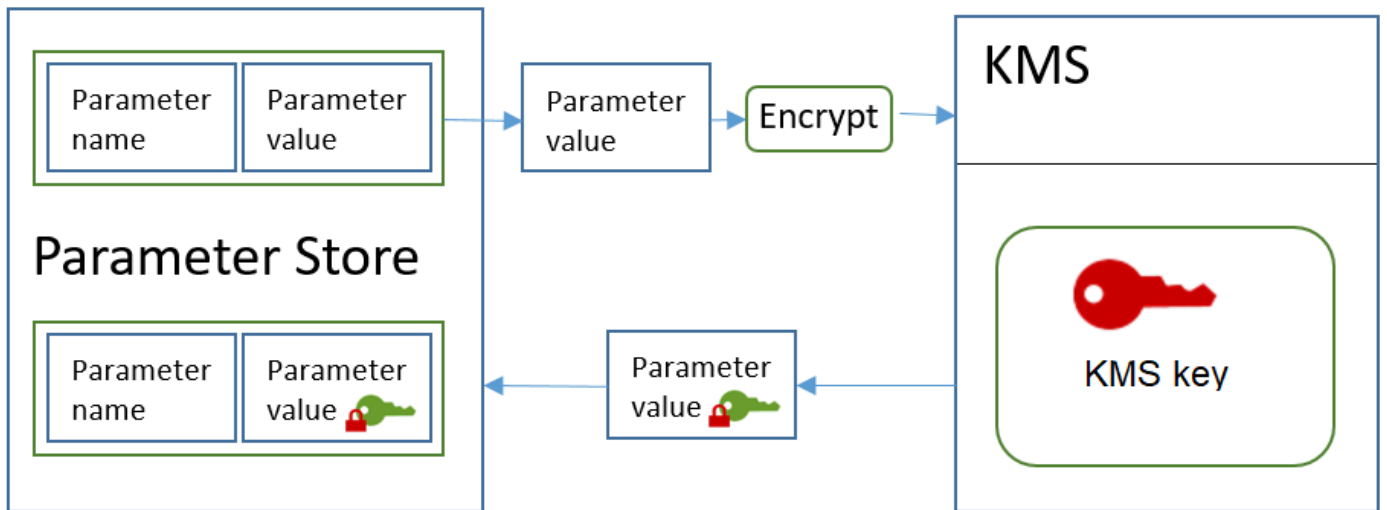 Parameter
name
Parameter
value
Parameter
value
Encrypt
KMS
Parameter Store
Parameter
name
Parameter
value
Parameter
value
KMS key